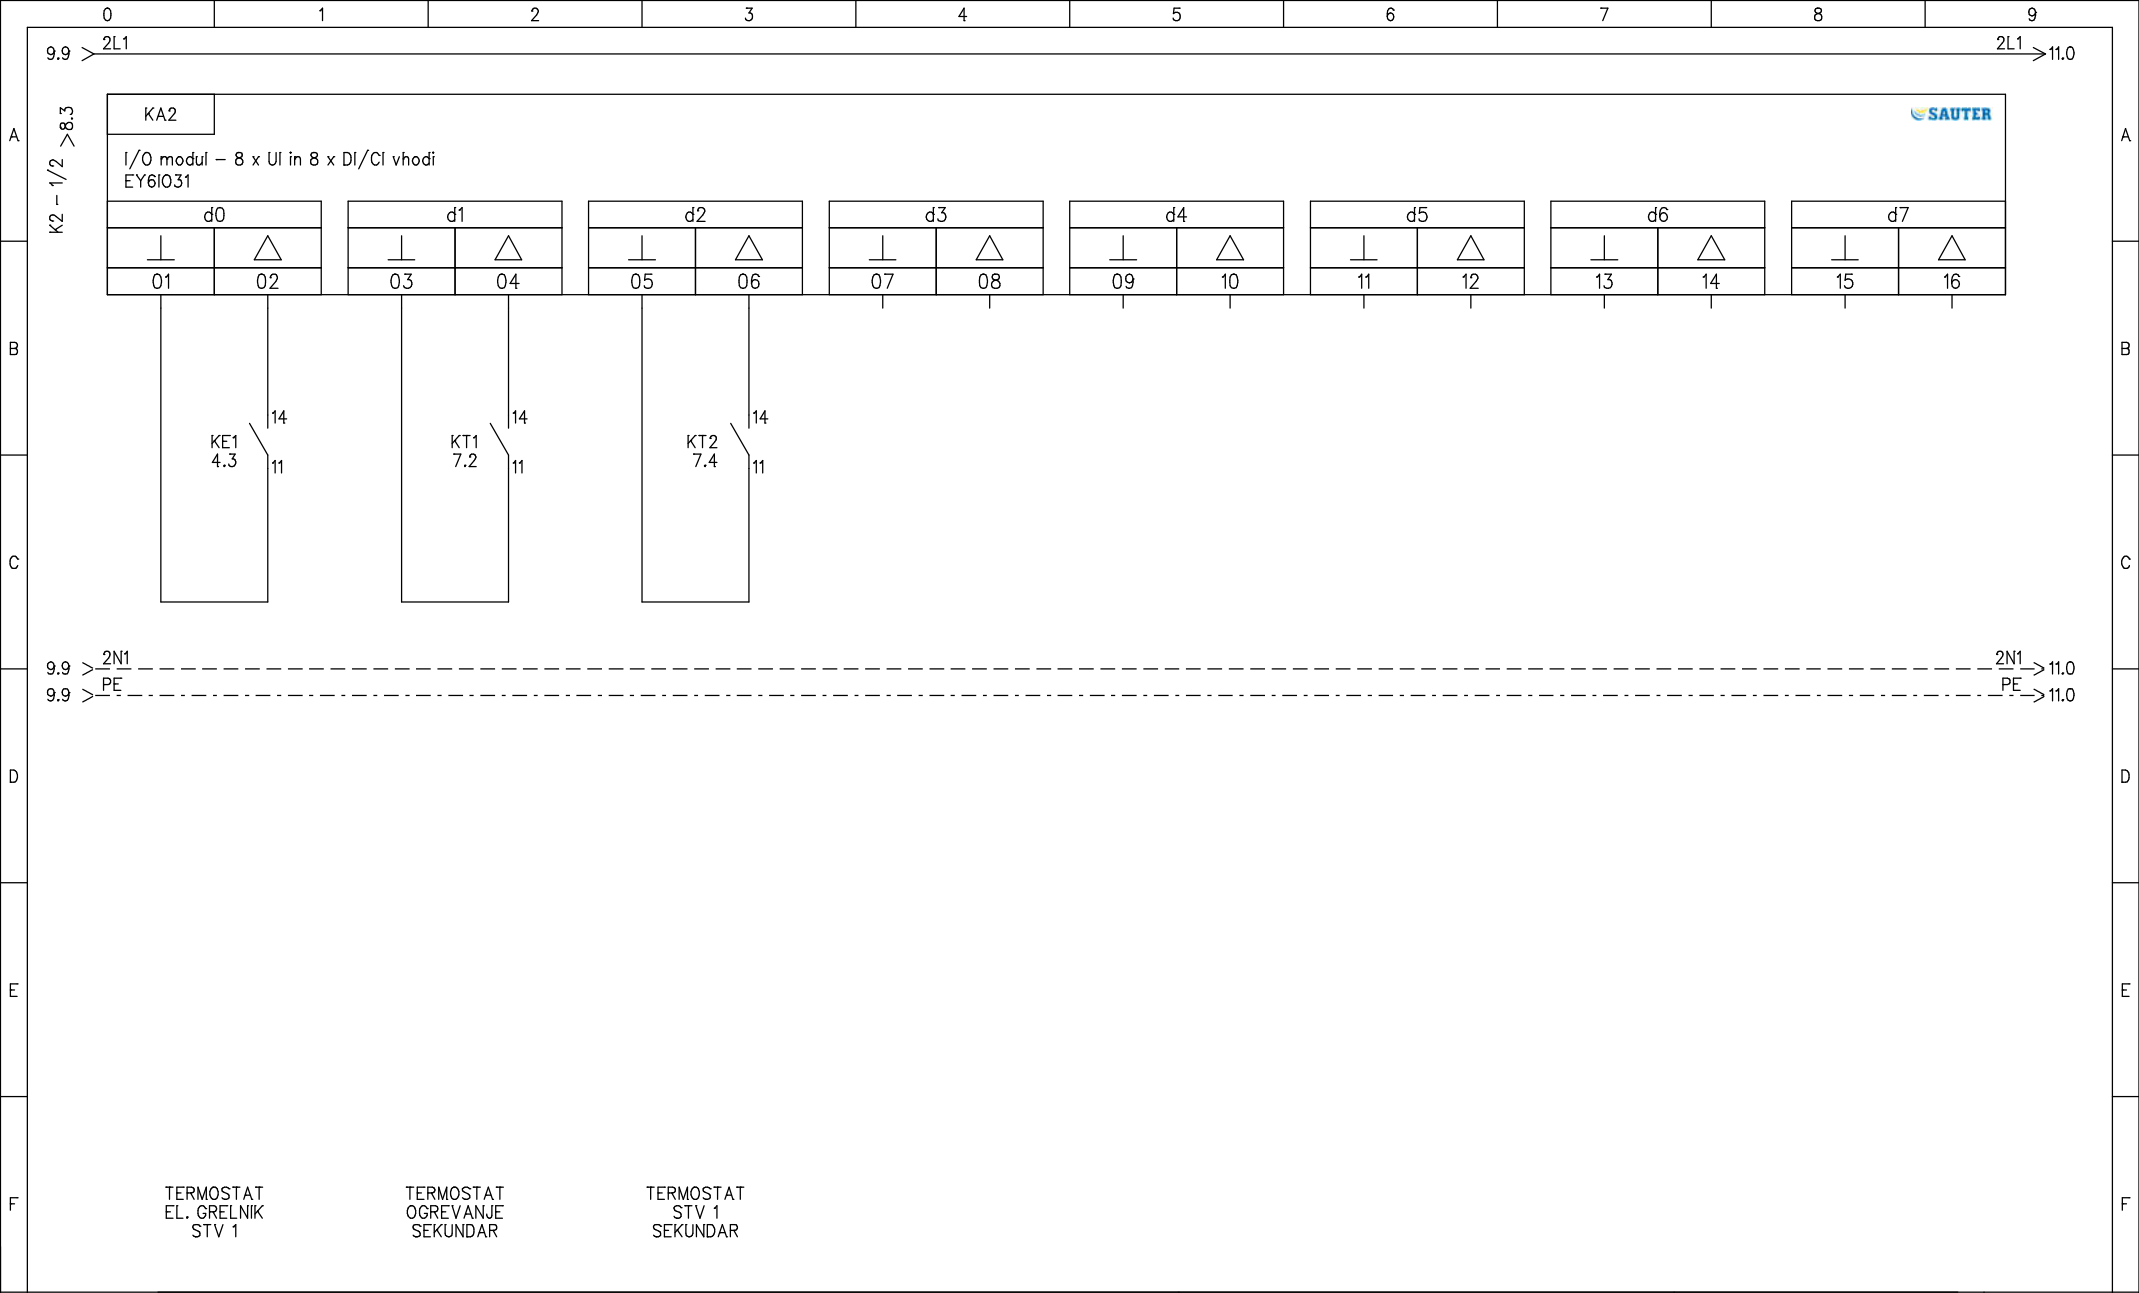 0 1 2 3 4 5 6 7 8 9
2L1 2L1
9.9 11.0
K2 - 1/2 >8.3
A A
KA2 SAUTER
I/O modul - 8 x UI in 8 x DI/CI vhodi
EY6IO31
d0 d1 d2 d3 d4 d5 d6 d7
01 02 03 04 05 06 07 08 09 10 11 12 13 14 15 16
B B
14 14 14
KE1 KT1 KT2
4.3 7.2 7.4
11 11 11
C C
2N1 2N1
9.9 11.0
PE PE
9.9 11.0
D D
E E
F F
TERMOSTAT
EL. GRELNIK
STV 1
TERMOSTAT
OGREVANJE
SEKUNDAR
TERMOSTAT
STV 1
SEKUNDAR